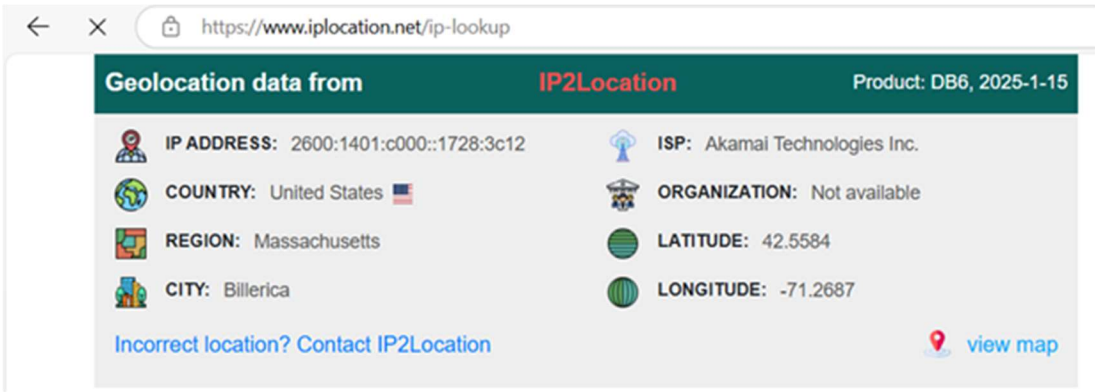 https://www.iplocation.net/ip-lookup
Geolocation data from IP2Location Product: DB6, 2025-1-15
IP ADDRESS: 2600:1401:c000::1728:3c12 ISP: Akamai Technologies Inc.
COUNTRY: United States ORGANIZATION: Not available
REGION: Massachusetts LATITUDE: 42.5584
CITY: Billerica LONGITUDE: -71.2687
Incorrect location? Contact IP2Location view map